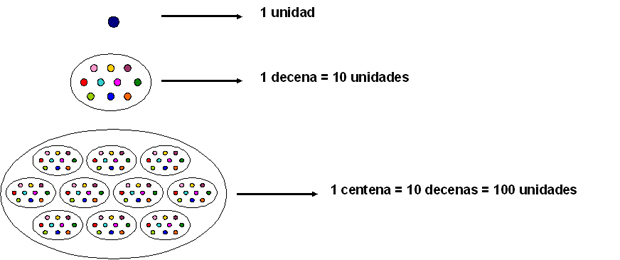 1 unidad
1 decena = 10 unidades
1 centena = 10 decenas = 100 unidades